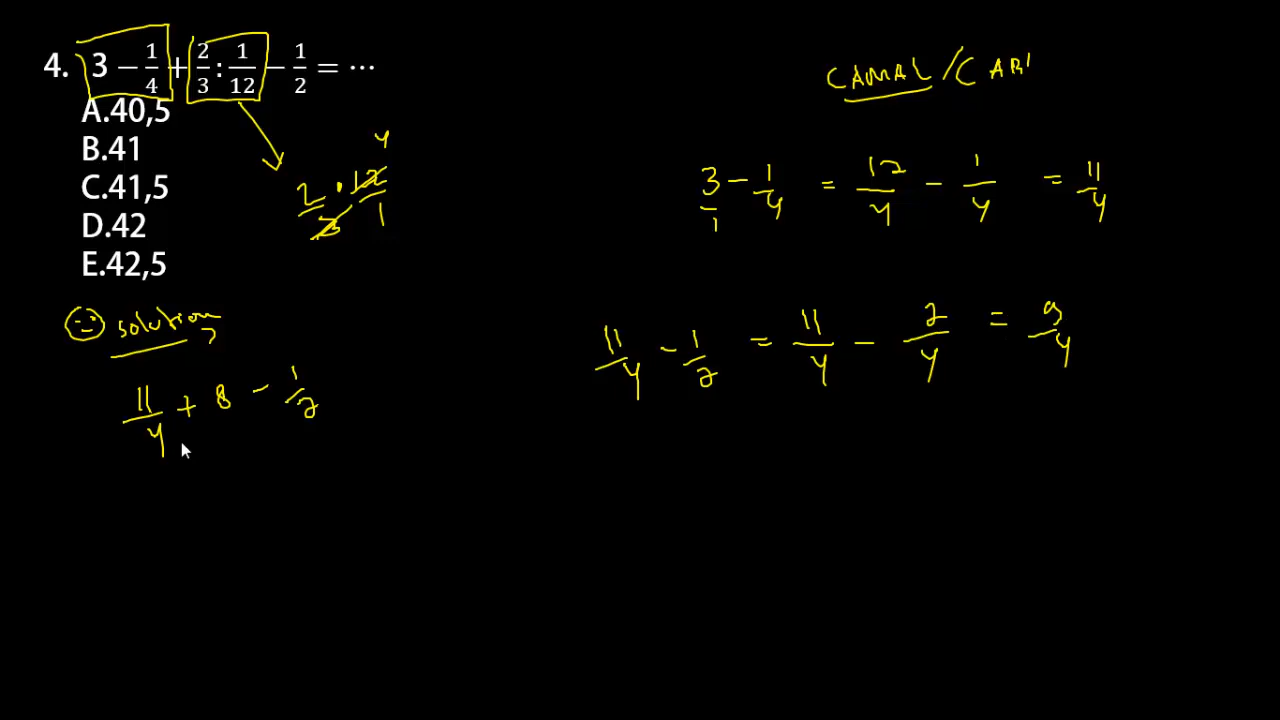 4. 3 − 1/4 + 2/3 : 1/12 − 1/2 = ⋯
A.40,5
B.41
C.41,5
D.42
E.42,5
CAMAL / CARI
2/3 · 12/1 4
3/1 − 1/4 = 12/4 − 1/4 = 11/4
solution
11/4 − 1/2 = 11/4 − 2/4 = 9/4
11/4 + 8 − 1/2